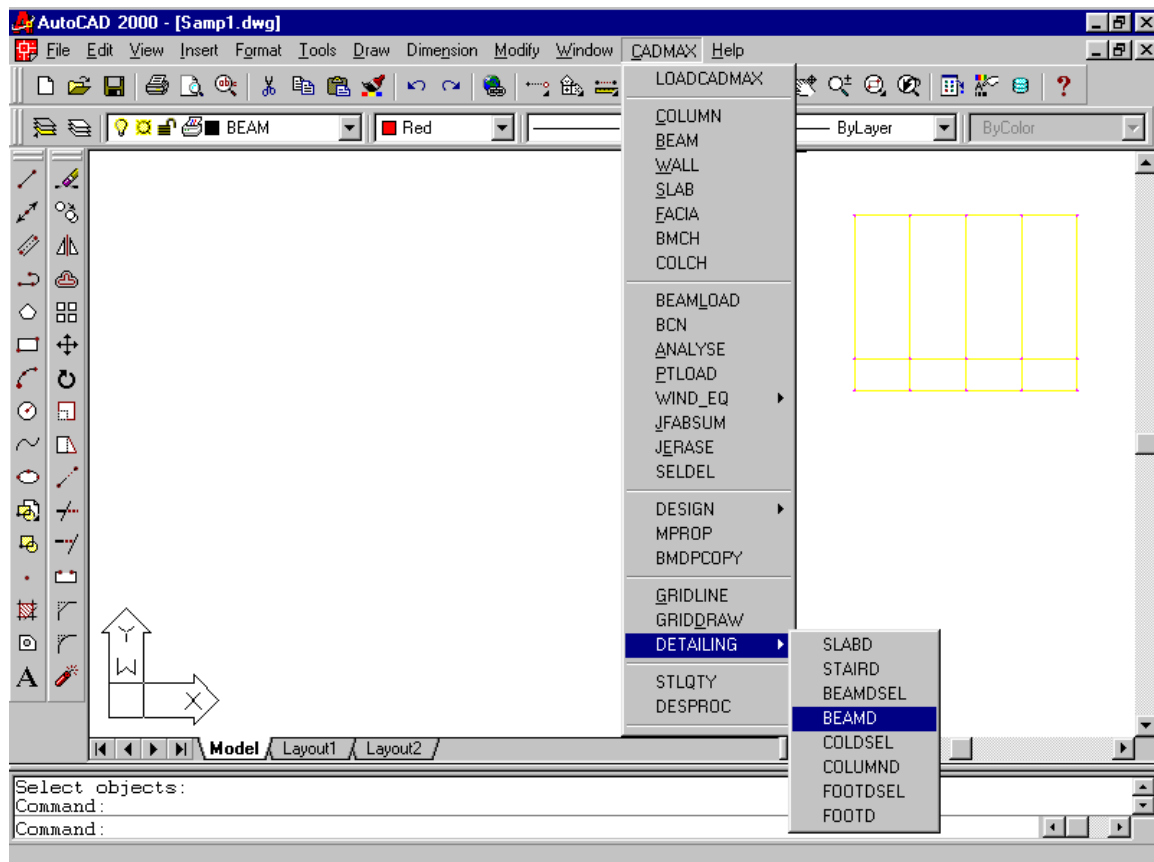 AutoCAD 2000 - [Samp1.dwg]
File Edit View Insert Format Tools Draw Dimension Modify Window CADMAX Help
BEAM Red ByLayer ByColor
LOADCADMAX
COLUMN
BEAM
WALL
SLAB
FACIA
BMCH
COLCH
BEAMLOAD
BCN
ANALYSE
PTLOAD
WIND_EQ
JFABSUM
JERASE
SELDEL
DESIGN
MPROP
BMDPCOPY
GRIDLINE
GRIDDRAW
DETAILING
STLQTY
DESPROC
SLABD
STAIRD
BEAMDSEL
BEAMD
COLDSEL
COLUMND
FOOTDSEL
FOOTD
A
Y
W
X
Model Layout1 Layout2
Select objects:
Command:
Command: